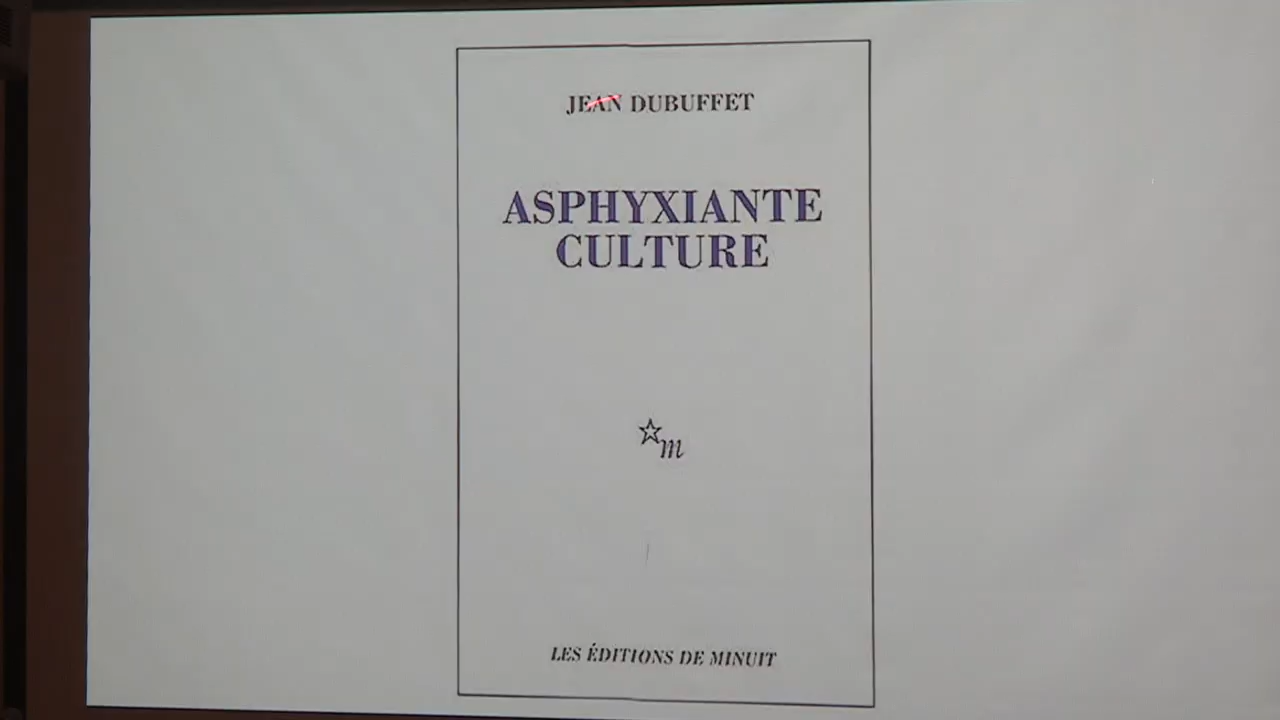 JEAN DUBUFFET
ASPHYXIANTE
CULTURE
m
LES ÉDITIONS DE MINUIT